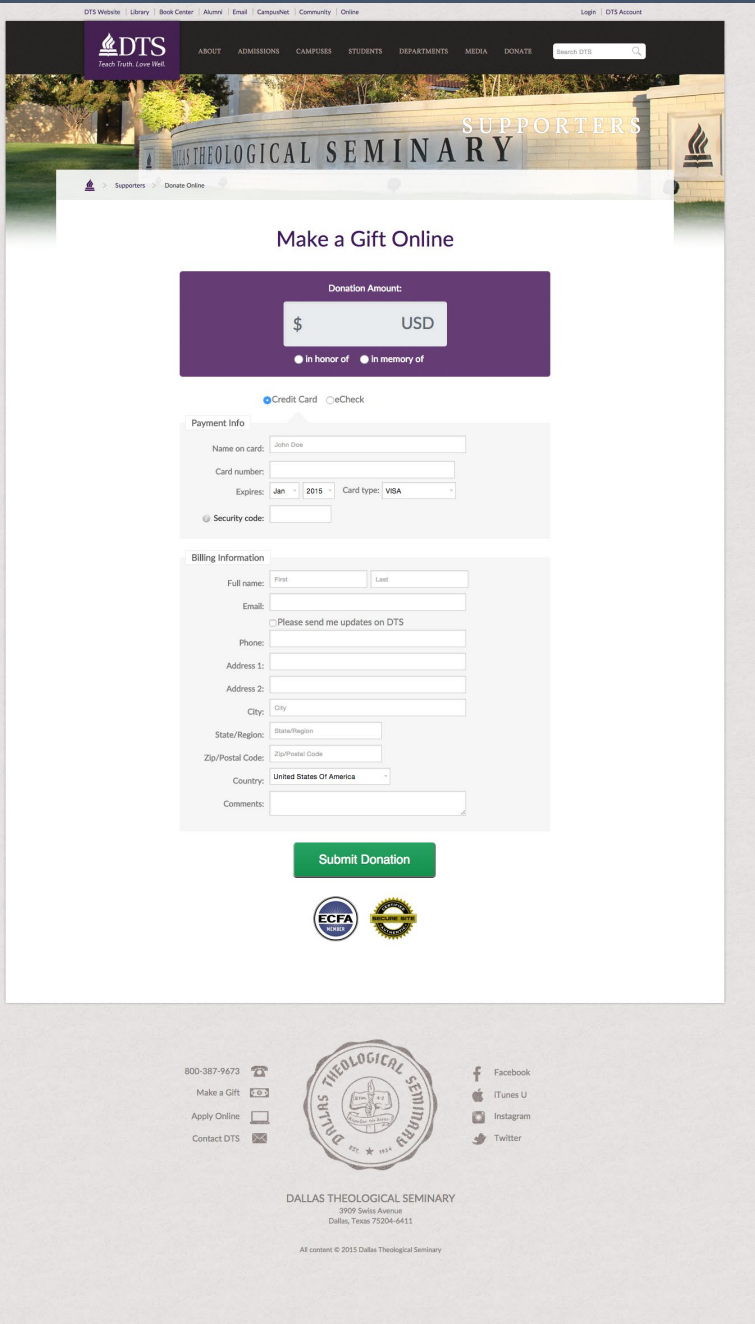 DTS Website | Library | Book Center | Alumni | Email | CampusNet | Community | Online Login | DTS Account
DTS
Teach Truth. Love Well.
ABOUT ADMISSIONS CAMPUSES STUDENTS DEPARTMENTS MEDIA DONATE Search DTS
SUPPORTERS
DALLAS THEOLOGICAL SEMINARY
> Supporters > Donate Online
Make a Gift Online
Donation Amount:
$ USD
in honor of in memory of
Credit Card eCheck
Payment Info
Name on card: John Doe
Card number:
Expires: Jan 2015 Card type: VISA
Security code:
Billing Information
Full name: First Last
Email:
Please send me updates on DTS
Phone:
Address 1:
Address 2:
City: City
State/Region: State/Region
Zip/Postal Code: Zip/Postal Code
Country: United States Of America
Comments:
Submit Donation
ECFA
MEMBER
CERTIFIED
SECURE SITE
800-387-9673
Make a Gift
Apply Online
Contact DTS
DALLAS THEOLOGICAL SEMINARY
EST. ★ 1924
Facebook
iTunes U
Instagram
Twitter
DALLAS THEOLOGICAL SEMINARY
3909 Swiss Avenue
Dallas, Texas 75204-6411
All content © 2015 Dallas Theological Seminary